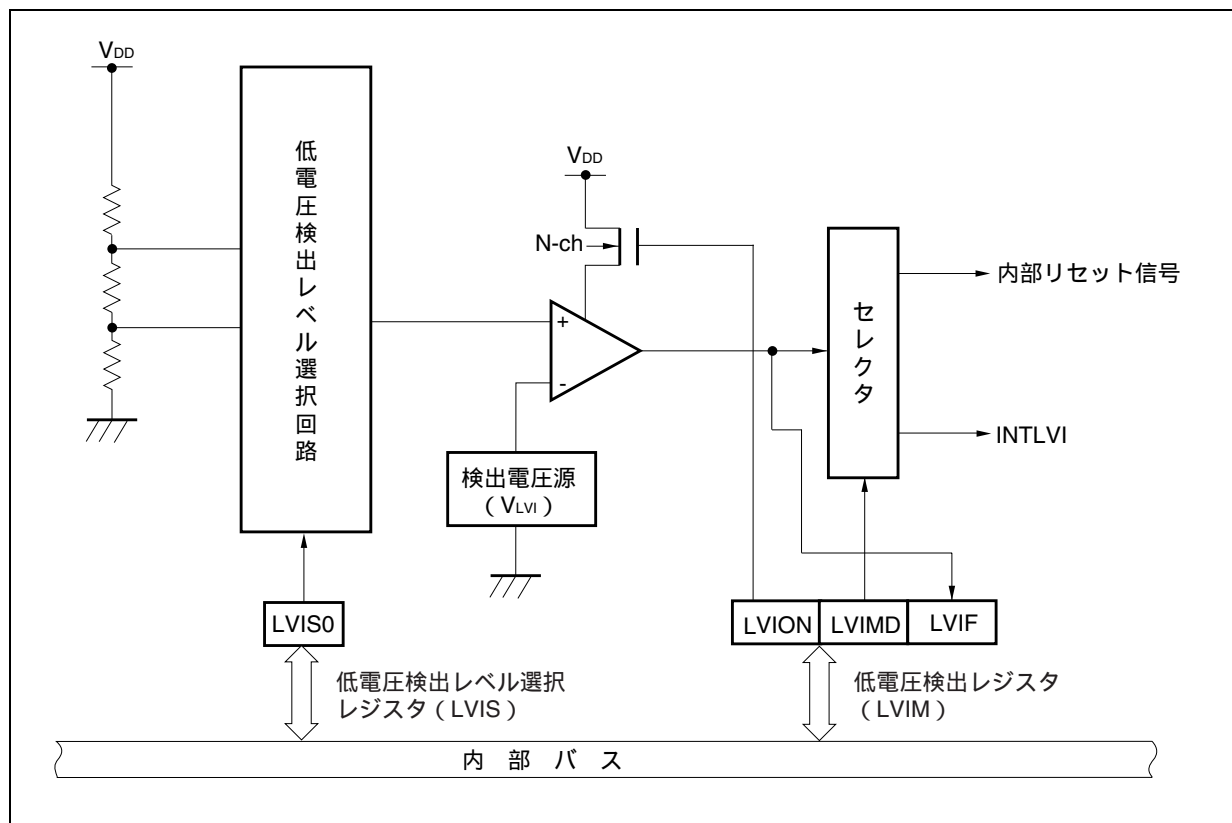 VDD
低電圧検出レベル選択回路
VDD
N-ch
+
-
検出電圧源
（VLVI）
セレクタ
内部リセット信号
INTLVI
LVIS0
LVION LVIMD LVIF
低電圧検出レベル選択
レジスタ（LVIS）
低電圧検出レジスタ
（LVIM）
内部バス